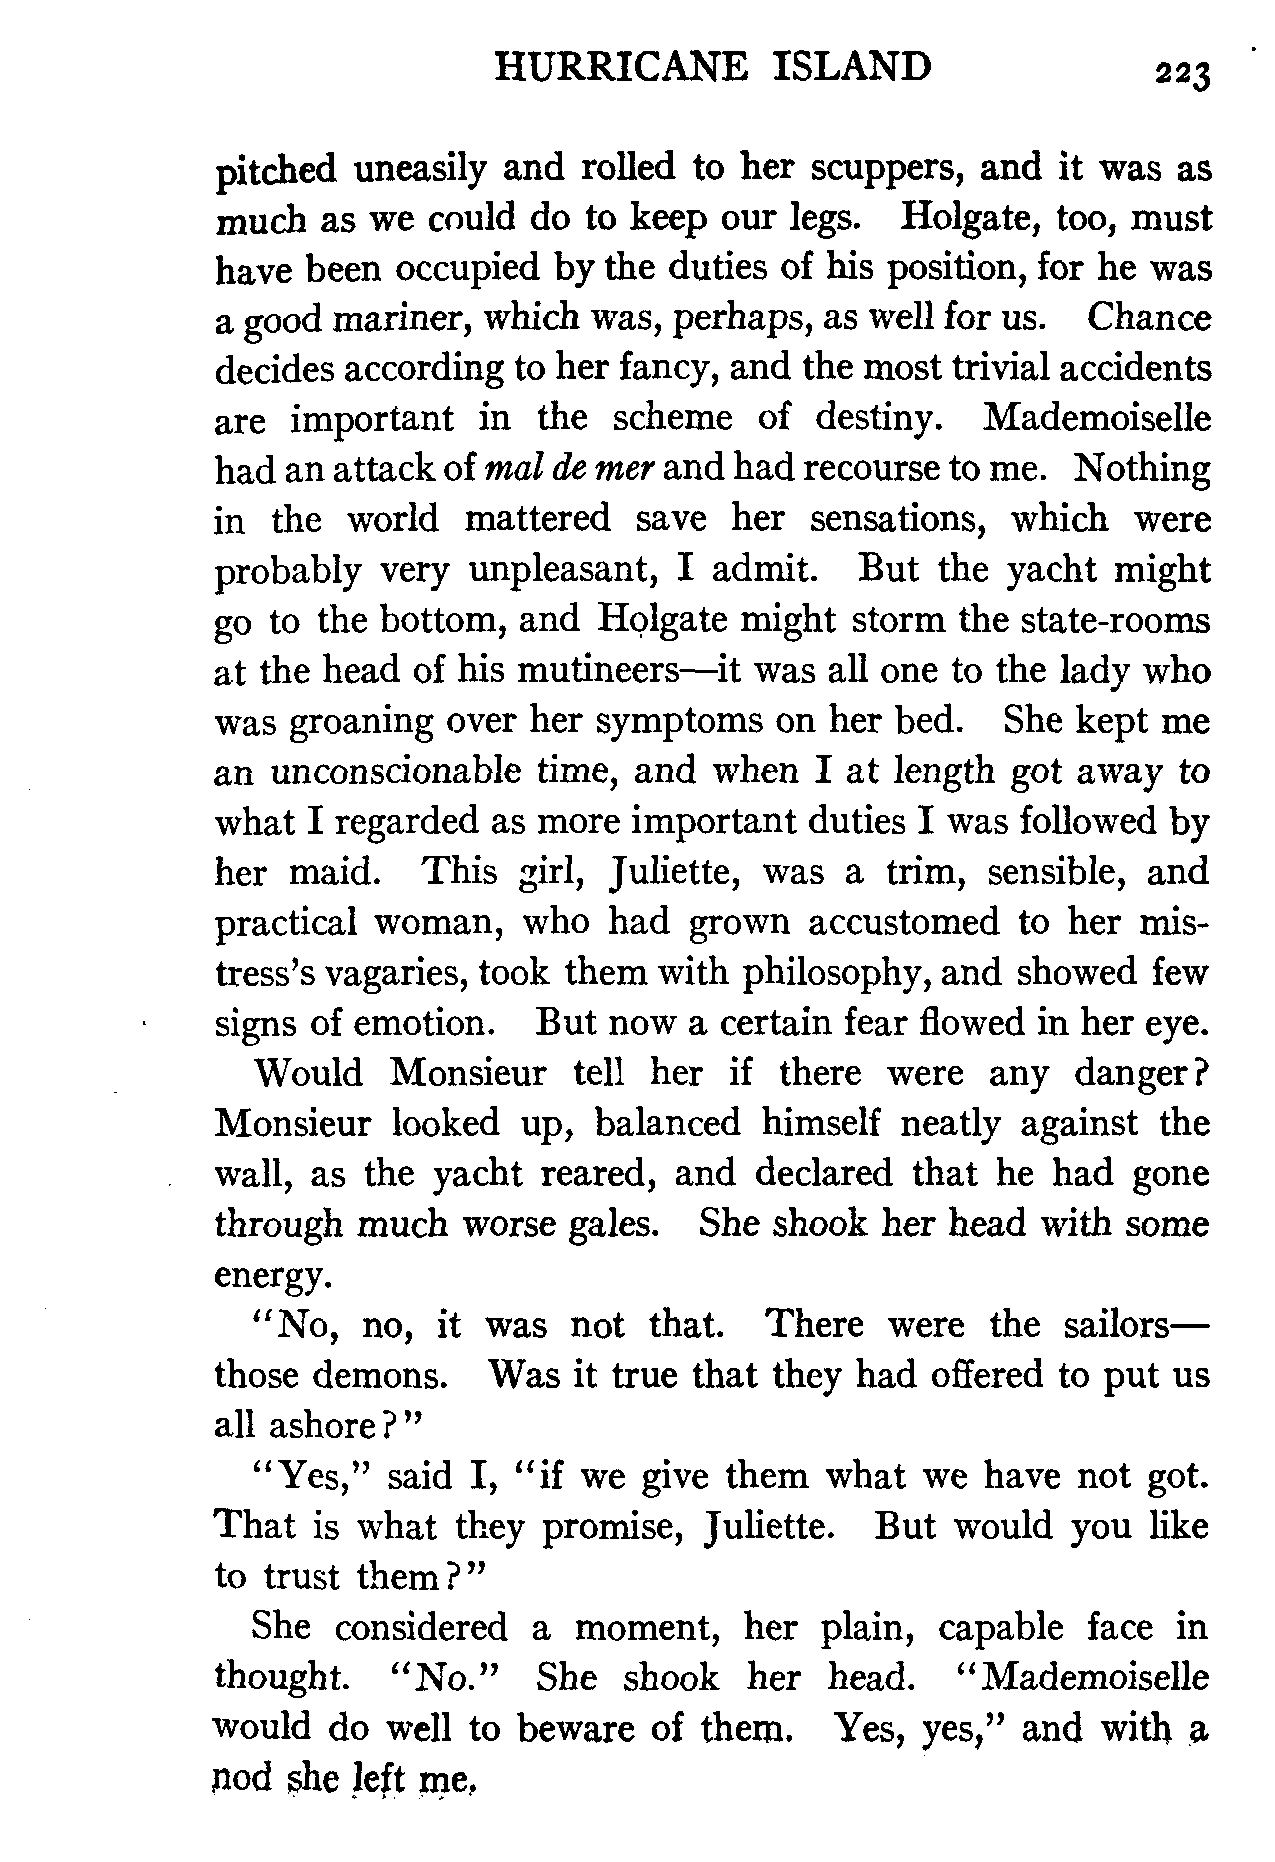 HURRICANE ISLAND 223
pitched uneasily and rolled to her scuppers, and it was as
much as we could do to keep our legs. Holgate, too, must
have been occupied by the duties of his position, for he was
a good mariner, which was, perhaps, as well for us. Chance
decides according to her fancy, and the most trivial accidents
are important in the scheme of destiny. Mademoiselle
had an attack of mal de mer and had recourse to me. Nothing
in the world mattered save her sensations, which were
probably very unpleasant, I admit. But the yacht might
go to the bottom, and Holgate might storm the state-rooms
at the head of his mutineers—it was all one to the lady who
was groaning over her symptoms on her bed. She kept me
an unconscionable time, and when I at length got away to
what I regarded as more important duties I was followed by
her maid. This girl, Juliette, was a trim, sensible, and
practical woman, who had grown accustomed to her mis-
tress's vagaries, took them with philosophy, and showed few
signs of emotion. But now a certain fear flowed in her eye.
Would Monsieur tell her if there were any danger?
Monsieur looked up, balanced himself neatly against the
wall, as the yacht reared, and declared that he had gone
through much worse gales. She shook her head with some
energy.
"No, no, it was not that. There were the sailors—
those demons. Was it true that they had offered to put us
all ashore?"
"Yes," said I, "if we give them what we have not got.
That is what they promise, Juliette. But would you like
to trust them?"
She considered a moment, her plain, capable face in
thought. "No." She shook her head. "Mademoiselle
would do well to beware of them. Yes, yes," and with a
nod she left me.